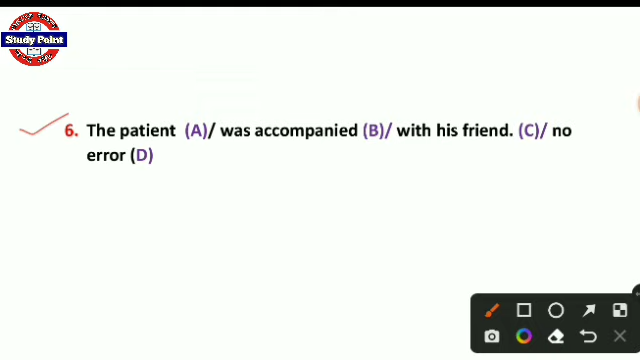 Study Point
6. The patient (A)/ was accompanied (B)/ with his friend. (C)/ no
error (D)